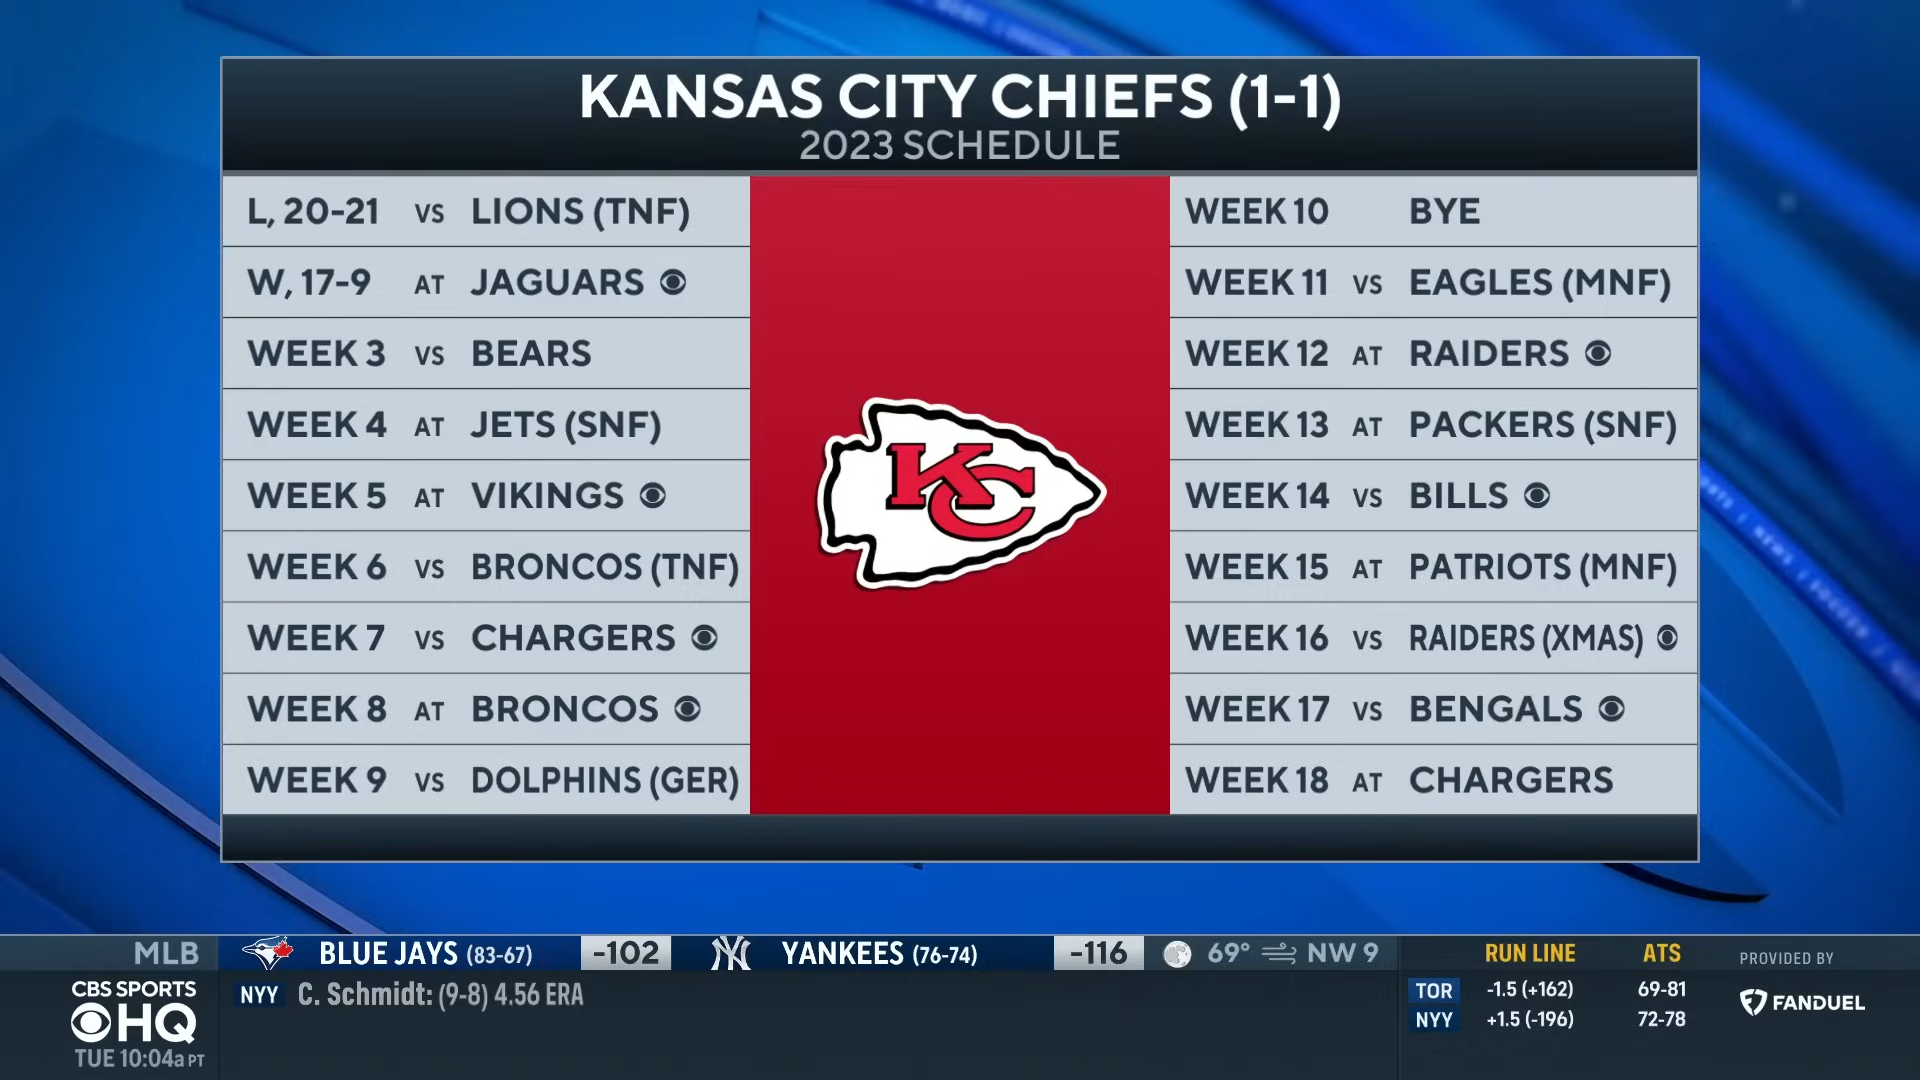 KANSAS CITY CHIEFS (1-1)
2023 SCHEDULE
L, 20-21 VS LIONS (TNF)
W, 17-9 AT JAGUARS
WEEK 3 VS BEARS
WEEK 4 AT JETS (SNF)
WEEK 5 AT VIKINGS
WEEK 6 VS BRONCOS (TNF)
WEEK 7 VS CHARGERS
WEEK 8 AT BRONCOS
WEEK 9 VS DOLPHINS (GER)
KC
WEEK 10 BYE
WEEK 11 VS EAGLES (MNF)
WEEK 12 AT RAIDERS
WEEK 13 AT PACKERS (SNF)
WEEK 14 VS BILLS
WEEK 15 AT PATRIOTS (MNF)
WEEK 16 VS RAIDERS (XMAS)
WEEK 17 VS BENGALS
WEEK 18 AT CHARGERS
MLB BLUE JAYS (83-67) -102 NY YANKEES (76-74) -116 69° NW 9
NYY C. Schmidt: (9-8) 4.56 ERA
CBS SPORTS
HQ
TUE 10:04a PT
RUN LINE ATS
TOR -1.5 (+162) 69-81
NYY +1.5 (-196) 72-78
PROVIDED BY
FANDUEL